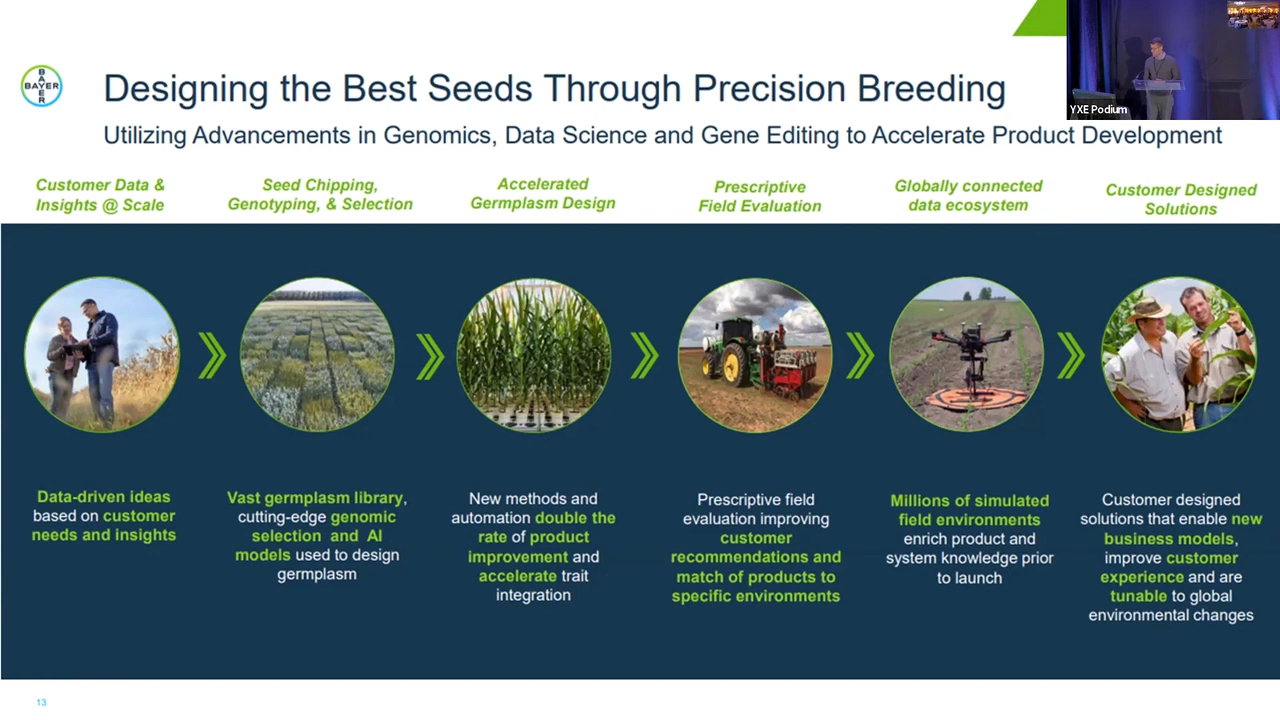 YXE Podium
BAYER
BAYER
Designing the Best Seeds Through Precision Breeding
Utilizing Advancements in Genomics, Data Science and Gene Editing to Accelerate Product Development
Customer Data &
Insights @ Scale
Seed Chipping,
Genotyping, & Selection
Accelerated
Germplasm Design
Prescriptive
Field Evaluation
Globally connected
data ecosystem
Customer Designed
Solutions
Data-driven ideas
based on customer
needs and insights
Vast germplasm library,
cutting-edge genomic
selection and AI
models used to design
germplasm
New methods and
automation double the
rate of product
improvement and
accelerate trait
integration
Prescriptive field
evaluation improving
customer
recommendations and
match of products to
specific environments
Millions of simulated
field environments
enrich product and
system knowledge prior
to launch
Customer designed
solutions that enable new
business models,
improve customer
experience and are
tunable to global
environmental changes
13